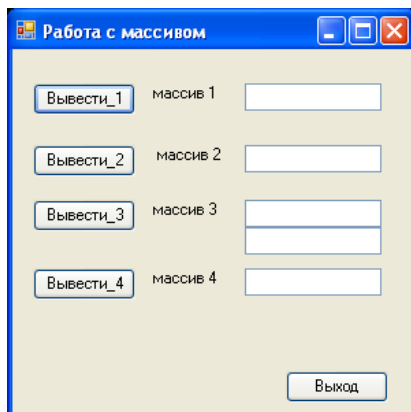 Работа с массивом
Вывести_1 массив 1
Вывести_2 массив 2
Вывести_3 массив 3
Вывести_4 массив 4
Выход